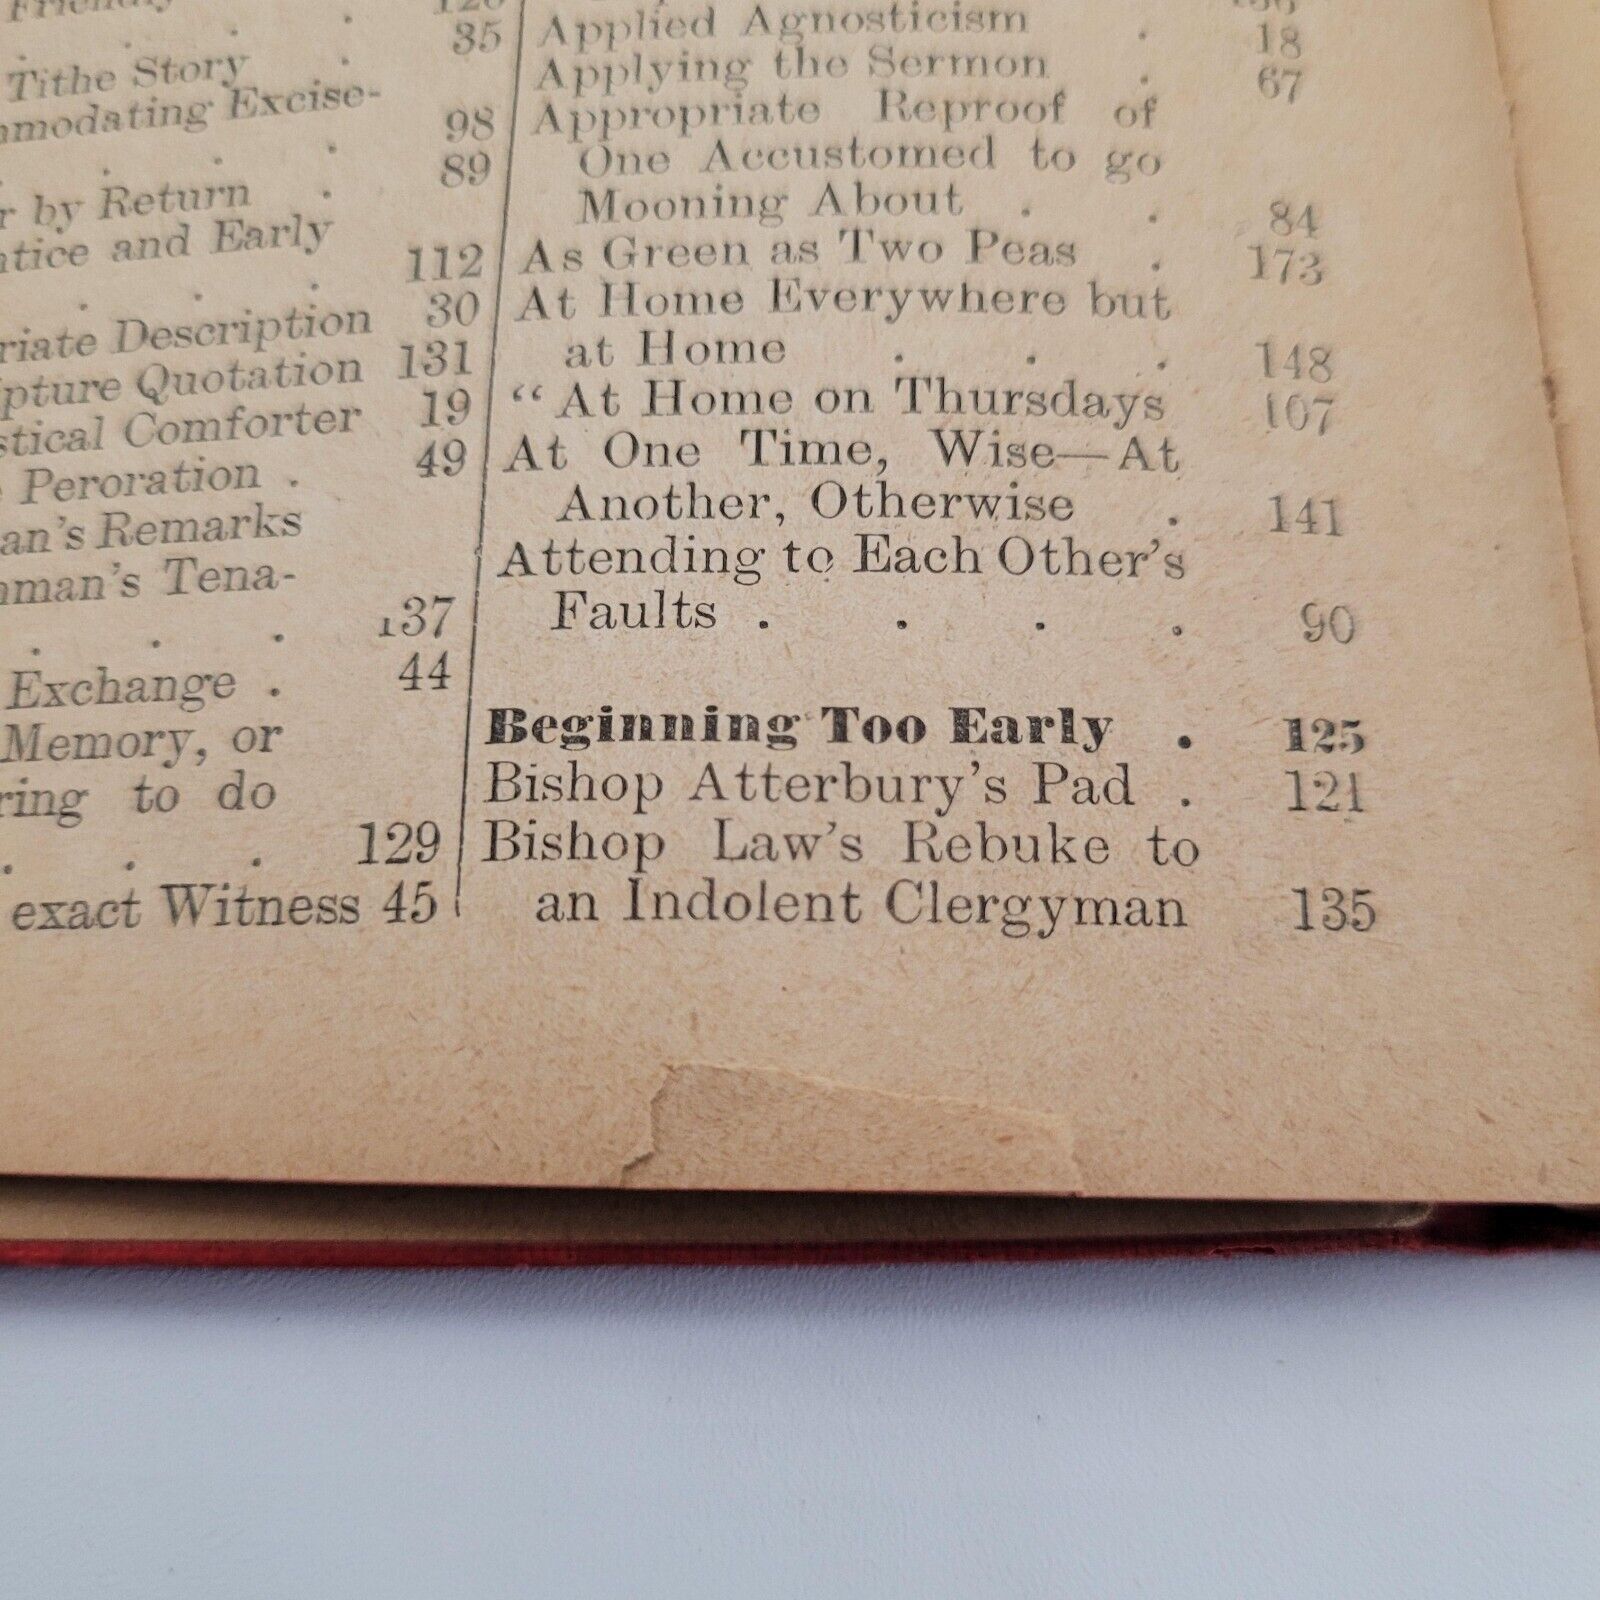 Friendly
35
Tithe Story
mmodating Excise-
98
89
r by Return
ntice and Early
112
30
riate Description
131
pture Quotation
19
stical Comforter
49
Peroration .
an's Remarks
nman's Tena-
137
44
Exchange .
Memory, or
ring to do
129
exact Witness 45
Applied Agnosticism . 18
Applying the Sermon . 67
Appropriate Reproof of
One Accustomed to go
Mooning About . . 84
As Green as Two Peas . 173
At Home Everywhere but
at Home . . . 148
"At Home on Thursdays 107
At One Time, Wise—At
Another, Otherwise . 141
Attending to Each Other's
Faults . . . . 90
Beginning Too Early . 125
Bishop Atterbury's Pad . 121
Bishop Law's Rebuke to
an Indolent Clergyman 135